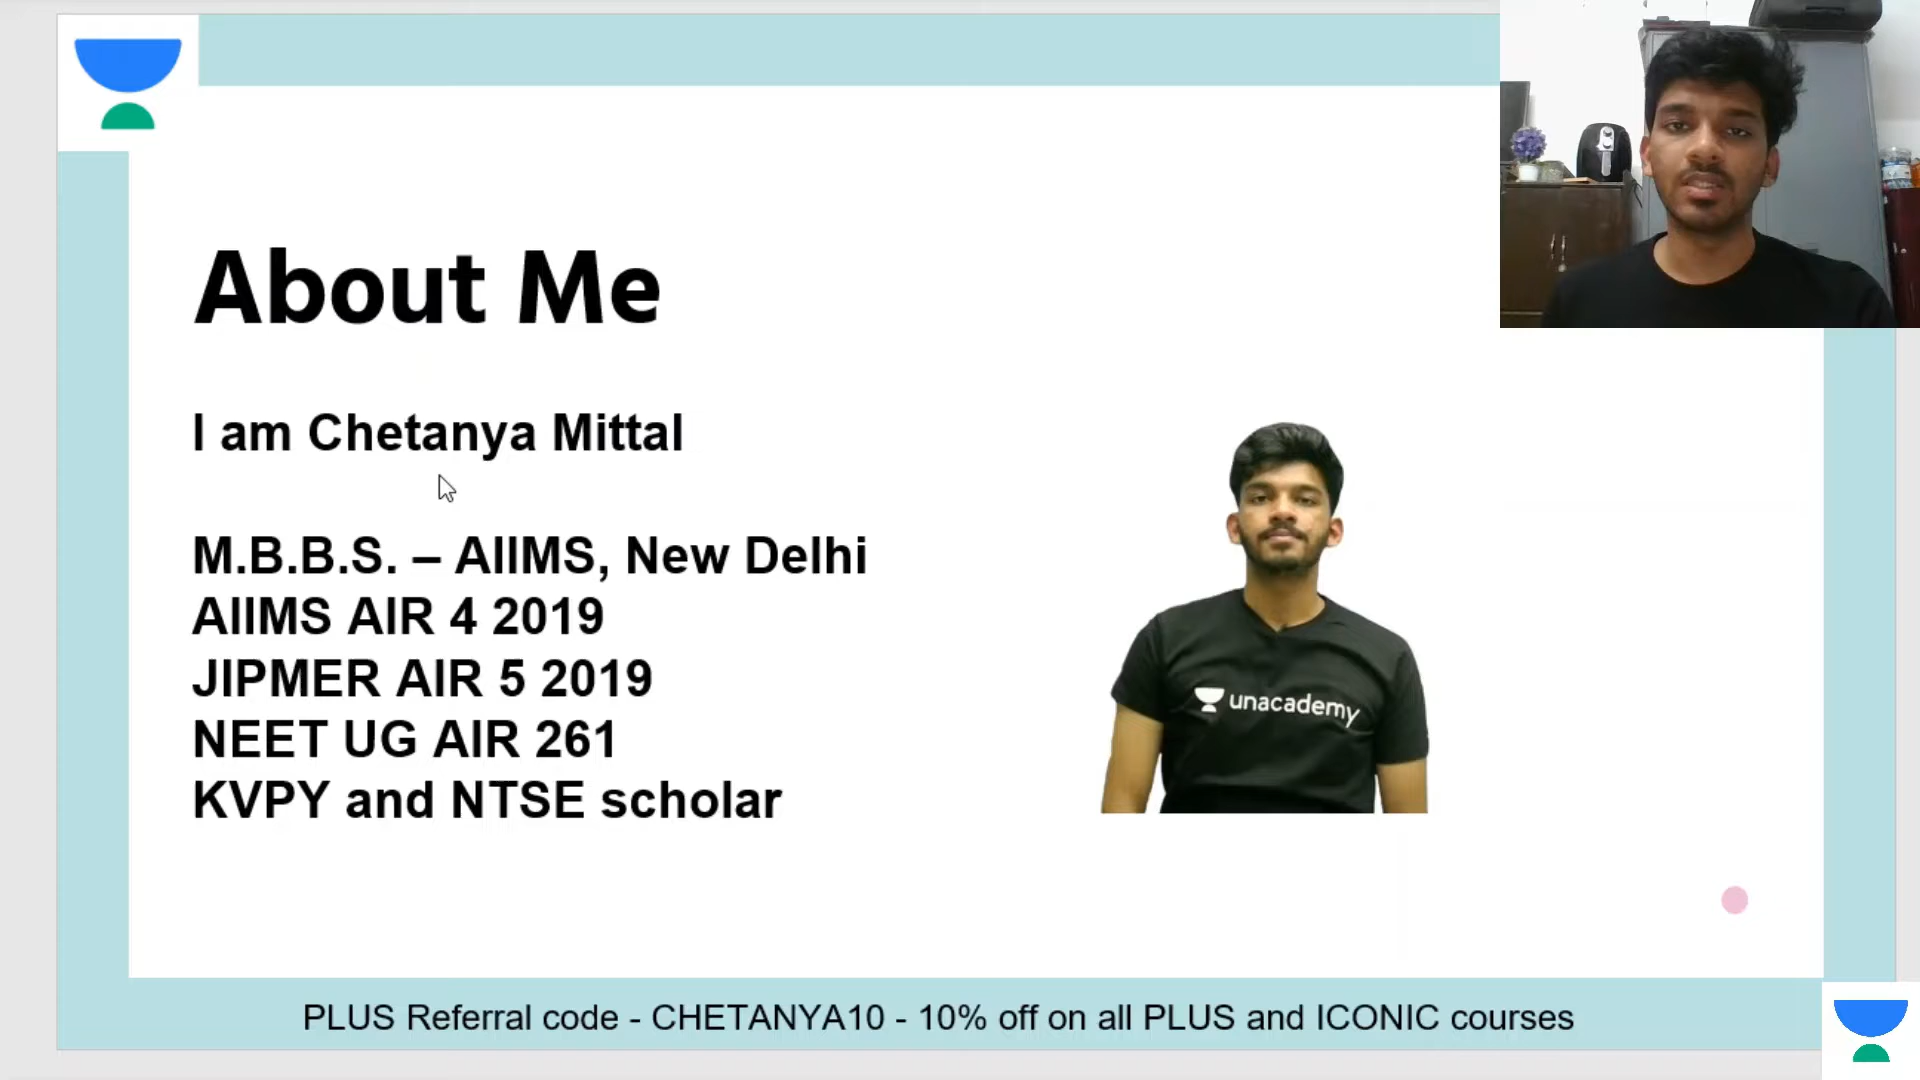 About Me
I am Chetanya Mittal
M.B.B.S. – AIIMS, New Delhi
AIIMS AIR 4 2019
JIPMER AIR 5 2019
NEET UG AIR 261
KVPY and NTSE scholar
unacademy
PLUS Referral code - CHETANYA10 - 10% off on all PLUS and ICONIC courses